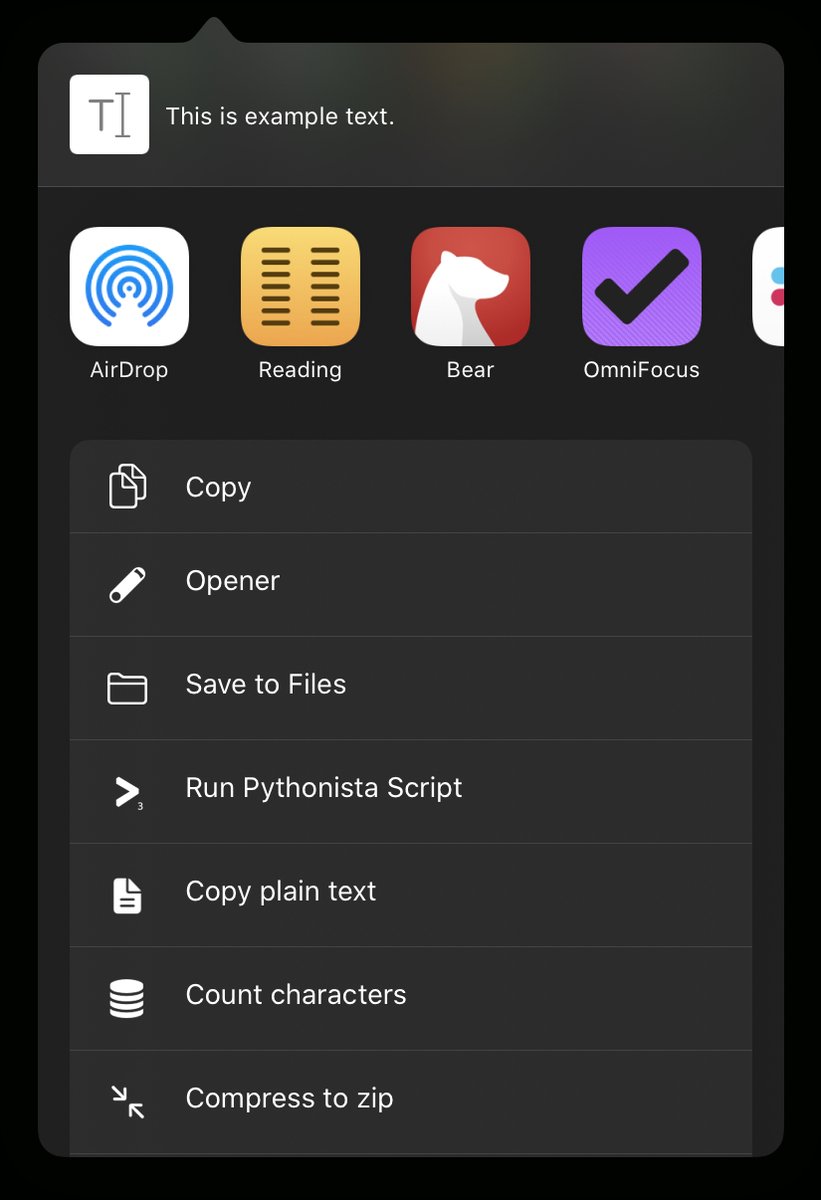 This is example text.
AirDrop
Reading
Bear
OmniFocus
Copy
Opener
Save to Files
Run Pythonista Script
3
Copy plain text
Count characters
Compress to zip